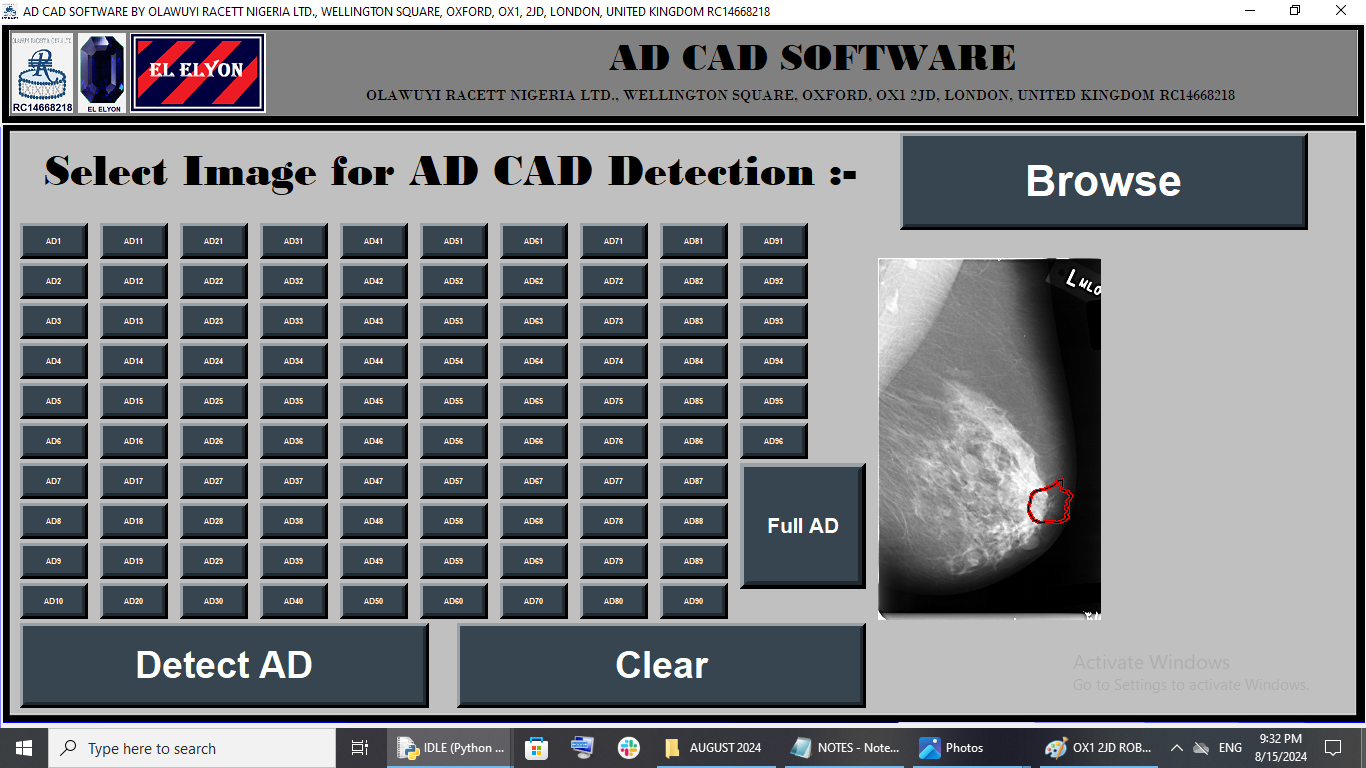 AD CAD SOFTWARE BY OLAWUYI RACETT NIGERIA LTD., WELLINGTON SQUARE, OXFORD, OX1, 2JD, LONDON, UNITED KINGDOM RC14668218
RC14668218
EL ELYON
EL ELYON
AD CAD SOFTWARE
OLAWUYI RACETT NIGERIA LTD., WELLINGTON SQUARE. OXFORD, OX1 2JD, LONDON, UNITED KINGDOM RC14668218
Select Image for AD CAD Detection :-
Browse
AD1 AD11 AD21 AD31 AD41 AD51 AD61 AD71 AD81 AD91
AD2 AD12 AD22 AD32 AD42 AD52 AD62 AD72 AD82 AD92
AD3 AD13 AD23 AD33 AD43 AD53 AD63 AD73 AD83 AD93
AD4 AD14 AD24 AD34 AD44 AD54 AD64 AD74 AD84 AD94
AD5 AD15 AD25 AD35 AD45 AD55 AD65 AD75 AD85 AD95
AD6 AD16 AD26 AD36 AD46 AD56 AD66 AD76 AD86 AD96
AD7 AD17 AD27 AD37 AD47 AD57 AD67 AD77 AD87
AD8 AD18 AD28 AD38 AD48 AD58 AD68 AD78 AD88
Full AD
AD9 AD19 AD29 AD39 AD49 AD59 AD69 AD79 AD89
AD10 AD20 AD30 AD40 AD50 AD60 AD70 AD80 AD90
L MLO
Detect AD
Clear
Activate Windows
Go to Settings to activate Windows.
Type here to search
IDLE (Python ...
AUGUST 2024
NOTES - Note...
Photos
OX1 2JD ROB...
ENG
9:32 PM
8/15/2024